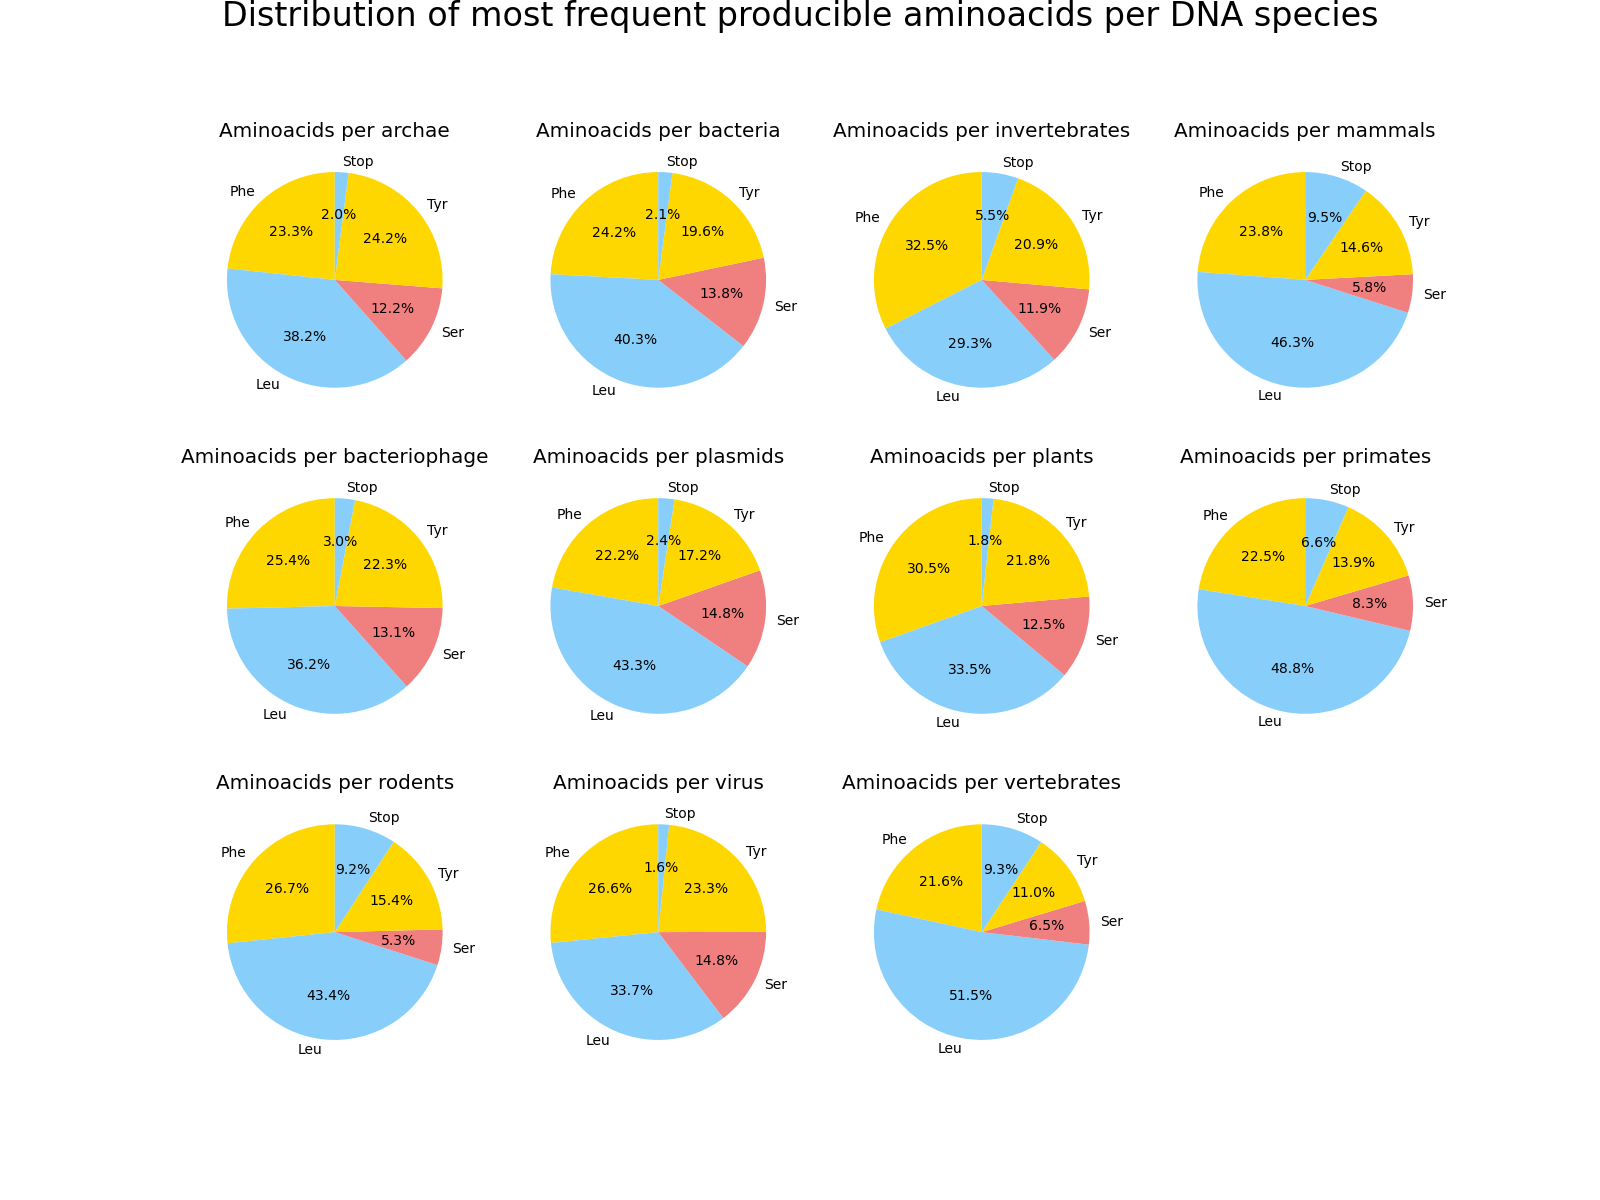 Distribution of most frequent producible aminoacids per DNA species
Aminoacids per archae
Stop
Phe
Tyr
2.0%
23.3%
24.2%
12.2%
Ser
38.2%
Leu
Aminoacids per bacteria
Stop
Phe
Tyr
2.1%
24.2%
19.6%
13.8%
Ser
40.3%
Leu
Aminoacids per invertebrates
Stop
Phe
Tyr
5.5%
32.5%
20.9%
11.9%
Ser
29.3%
Leu
Aminoacids per mammals
Stop
Phe
Tyr
9.5%
23.8%
14.6%
5.8%
Ser
46.3%
Leu
Aminoacids per bacteriophage
Stop
Phe
Tyr
3.0%
25.4%
22.3%
13.1%
Ser
36.2%
Leu
Aminoacids per plasmids
Stop
Phe
Tyr
2.4%
22.2%
17.2%
14.8%
Ser
43.3%
Leu
Aminoacids per plants
Stop
Phe
Tyr
1.8%
30.5%
21.8%
12.5%
Ser
33.5%
Leu
Aminoacids per primates
Stop
Phe
Tyr
6.6%
22.5%
13.9%
8.3%
Ser
48.8%
Leu
Aminoacids per rodents
Stop
Phe
Tyr
9.2%
26.7%
15.4%
5.3%
Ser
43.4%
Leu
Aminoacids per virus
Stop
Phe
Tyr
1.6%
26.6%
23.3%
14.8%
Ser
33.7%
Leu
Aminoacids per vertebrates
Stop
Phe
Tyr
9.3%
21.6%
11.0%
6.5%
Ser
51.5%
Leu